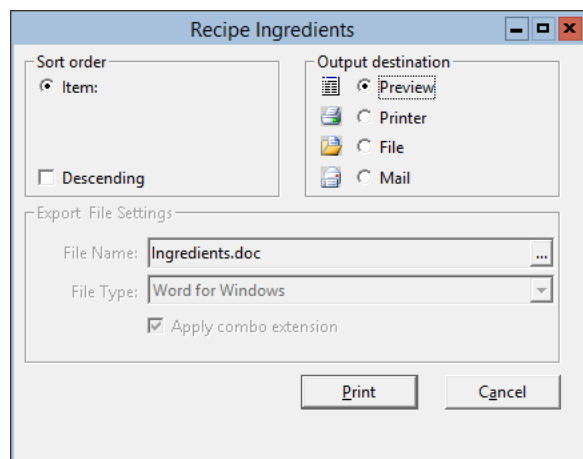 Recipe Ingredients
Sort order
Item:
Descending
Output destination
Preview
Printer
File
Mail
Export File Settings
File Name: Ingredients.doc ...
File Type: Word for Windows
Apply combo extension
Print Cancel